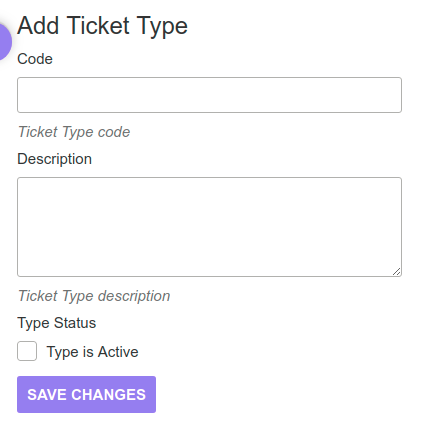 Add Ticket Type
Code
Ticket Type code
Description
Ticket Type description
Type Status
Type is Active
SAVE CHANGES